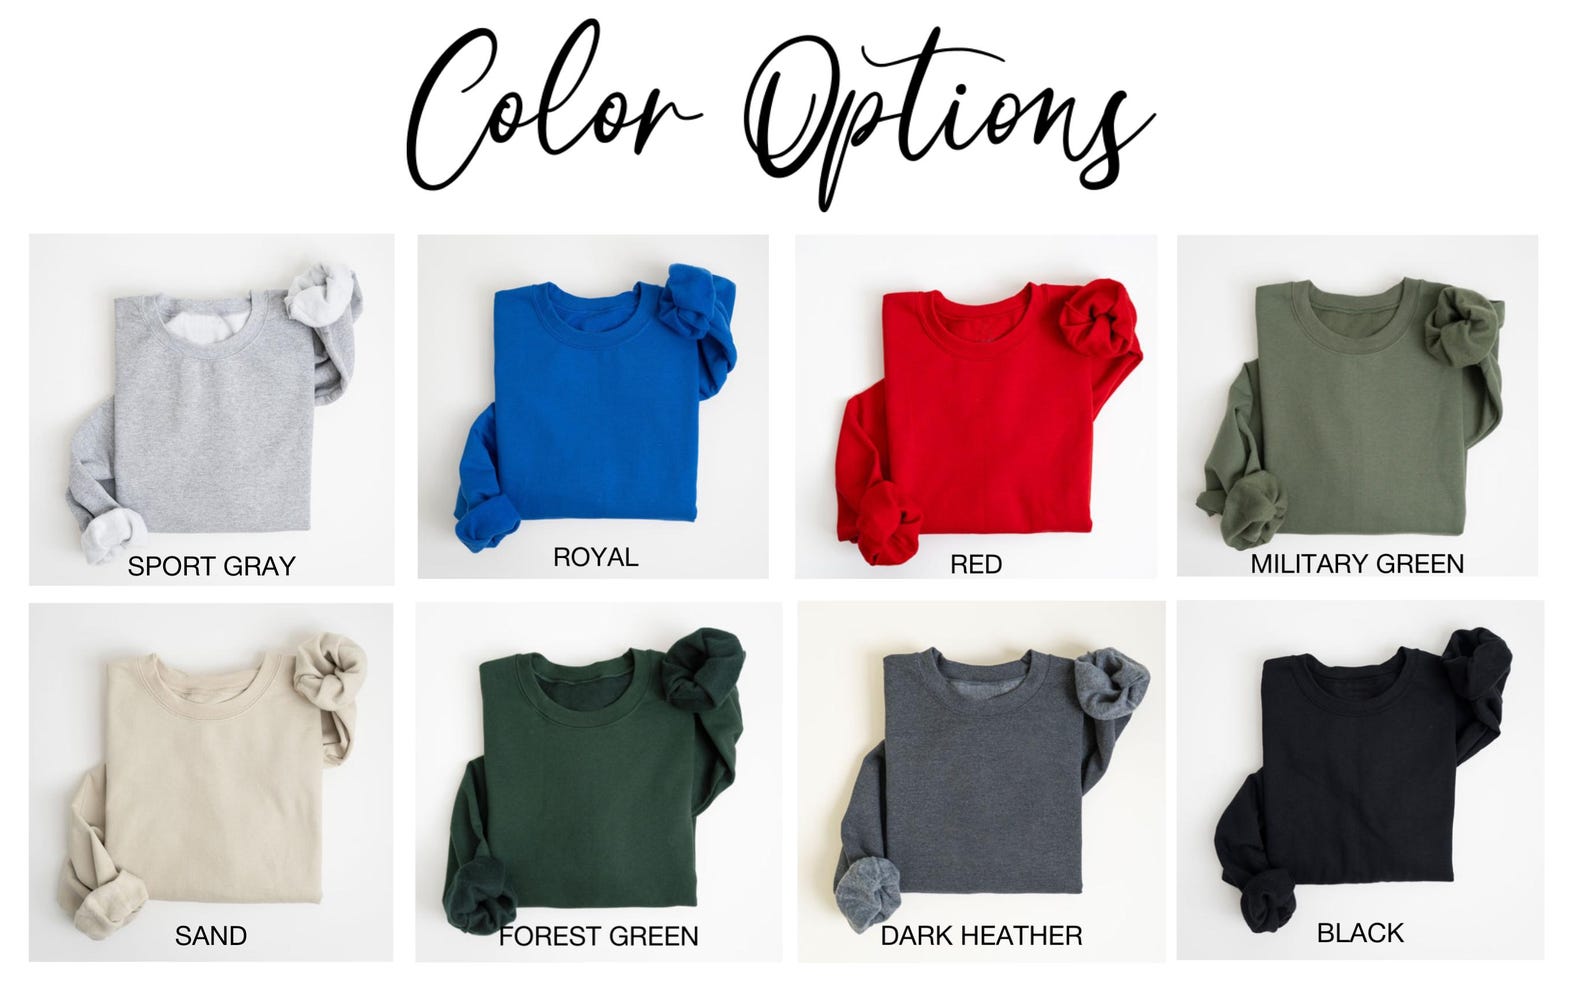 Color Options
SPORT GRAY
ROYAL
RED
MILITARY GREEN
SAND
FOREST GREEN
DARK HEATHER
BLACK